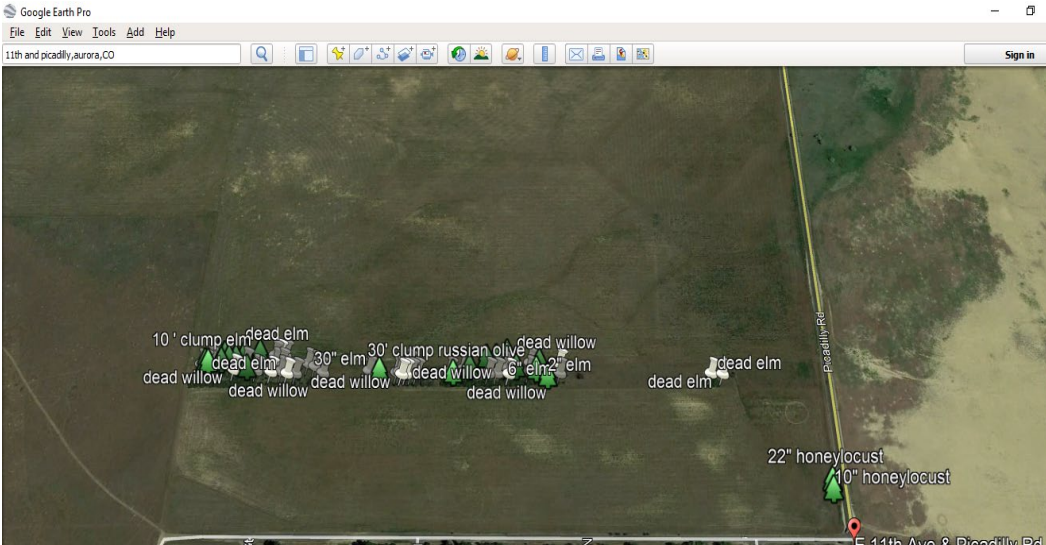 Google Earth Pro
File Edit View Tools Add Help
11th and picadilly,aurora,CO
Sign in
Picadilly Rd
10 ' clump elm
dead elm
dead willow
dead elm
dead willow
30" elm
dead willow
30' clump russian olive
dead willow
dead willow
6" elm
2" elm
dead willow
dead elm
dead elm
22" honeylocust
10" honeylocust
E 11th Ave & Picadilly Rd